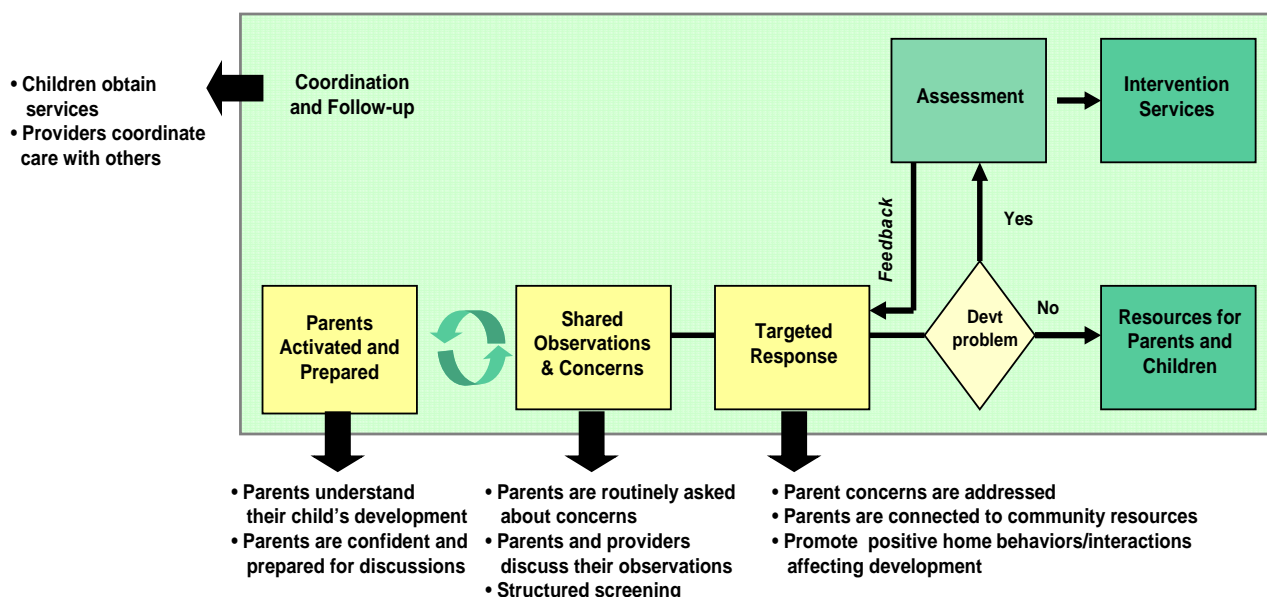 • Children obtain
services
• Providers coordinate
care with others
Coordination
and Follow-up
Assessment
Intervention
Services
Feedback
Yes
No
Parents
Activated and
Prepared
Shared
Observations
& Concerns
Targeted
Response
Devt
problem
Resources for
Parents and
Children
• Parents understand
their child’s development
• Parents are confident and
prepared for discussions
• Parents are routinely asked
about concerns
• Parents and providers
discuss their observations
• Structured screening
• Parent concerns are addressed
• Parents are connected to community resources
• Promote positive home behaviors/interactions
affecting development